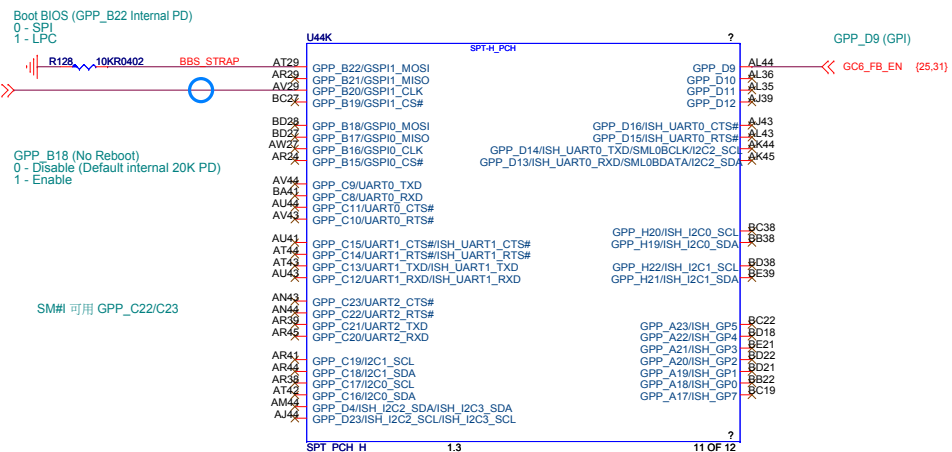 Boot BIOS (GPP_B22 Internal PD)
0 - SPI
1 - LPC
R128 10KR0402 BBS_STRAP
GPP_B18 (No Reboot)
0 - Disable (Default internal 20K PD)
1 - Enable
SM#I 可用 GPP_C22/C23
U44K ?
SPT-H_PCH
AT29 GPP_B22/GSPI1_MOSI
AR29 GPP_B21/GSPI1_MISO
AV29 GPP_B20/GSPI1_CLK
BC27 GPP_B19/GSPI1_CS#
BD28 GPP_B18/GSPI0_MOSI
BD27 GPP_B17/GSPI0_MISO
AW27 GPP_B16/GSPI0_CLK
AR24 GPP_B15/GSPI0_CS#
AV44 GPP_C9/UART0_TXD
BA41 GPP_C8/UART0_RXD
AU44 GPP_C11/UART0_CTS#
AV43 GPP_C10/UART0_RTS#
AU41 GPP_C15/UART1_CTS#/ISH_UART1_CTS#
AT44 GPP_C14/UART1_RTS#/ISH_UART1_RTS#
AT43 GPP_C13/UART1_TXD/ISH_UART1_TXD
AU43 GPP_C12/UART1_RXD/ISH_UART1_RXD
AN43 GPP_C23/UART2_CTS#
AN44 GPP_C22/UART2_RTS#
AR39 GPP_C21/UART2_TXD
AR45 GPP_C20/UART2_RXD
AR41 GPP_C19/I2C1_SCL
AR44 GPP_C18/I2C1_SDA
AR38 GPP_C17/I2C0_SCL
AT42 GPP_C16/I2C0_SDA
AM44 GPP_D4/ISH_I2C2_SDA/ISH_I2C3_SDA
AJ44 GPP_D23/ISH_I2C2_SCL/ISH_I2C3_SCL
GPP_D9 (GPI)
GPP_D9 AL44 GC6_FB_EN {25,31}
GPP_D10 AL36
GPP_D11 AL35
GPP_D12 AJ39
GPP_D16/ISH_UART0_CTS# AJ43
GPP_D15/ISH_UART0_RTS# AL43
GPP_D14/ISH_UART0_TXD/SML0BCLK/I2C2_SCL AK44
GPP_D13/ISH_UART0_RXD/SML0BDATA/I2C2_SDA AK45
GPP_H20/ISH_I2C0_SCL BC38
GPP_H19/ISH_I2C0_SDA BB38
GPP_H22/ISH_I2C1_SCL BD38
GPP_H21/ISH_I2C1_SDA BE39
GPP_A23/ISH_GP5 BC22
GPP_A22/ISH_GP4 BD18
GPP_A21/ISH_GP3 BE21
GPP_A20/ISH_GP2 BD22
GPP_A19/ISH_GP1 BD21
GPP_A18/ISH_GP0 BB22
GPP_A17/ISH_GP7 BC19
?
SPT_PCH_H 1.3 11 OF 12